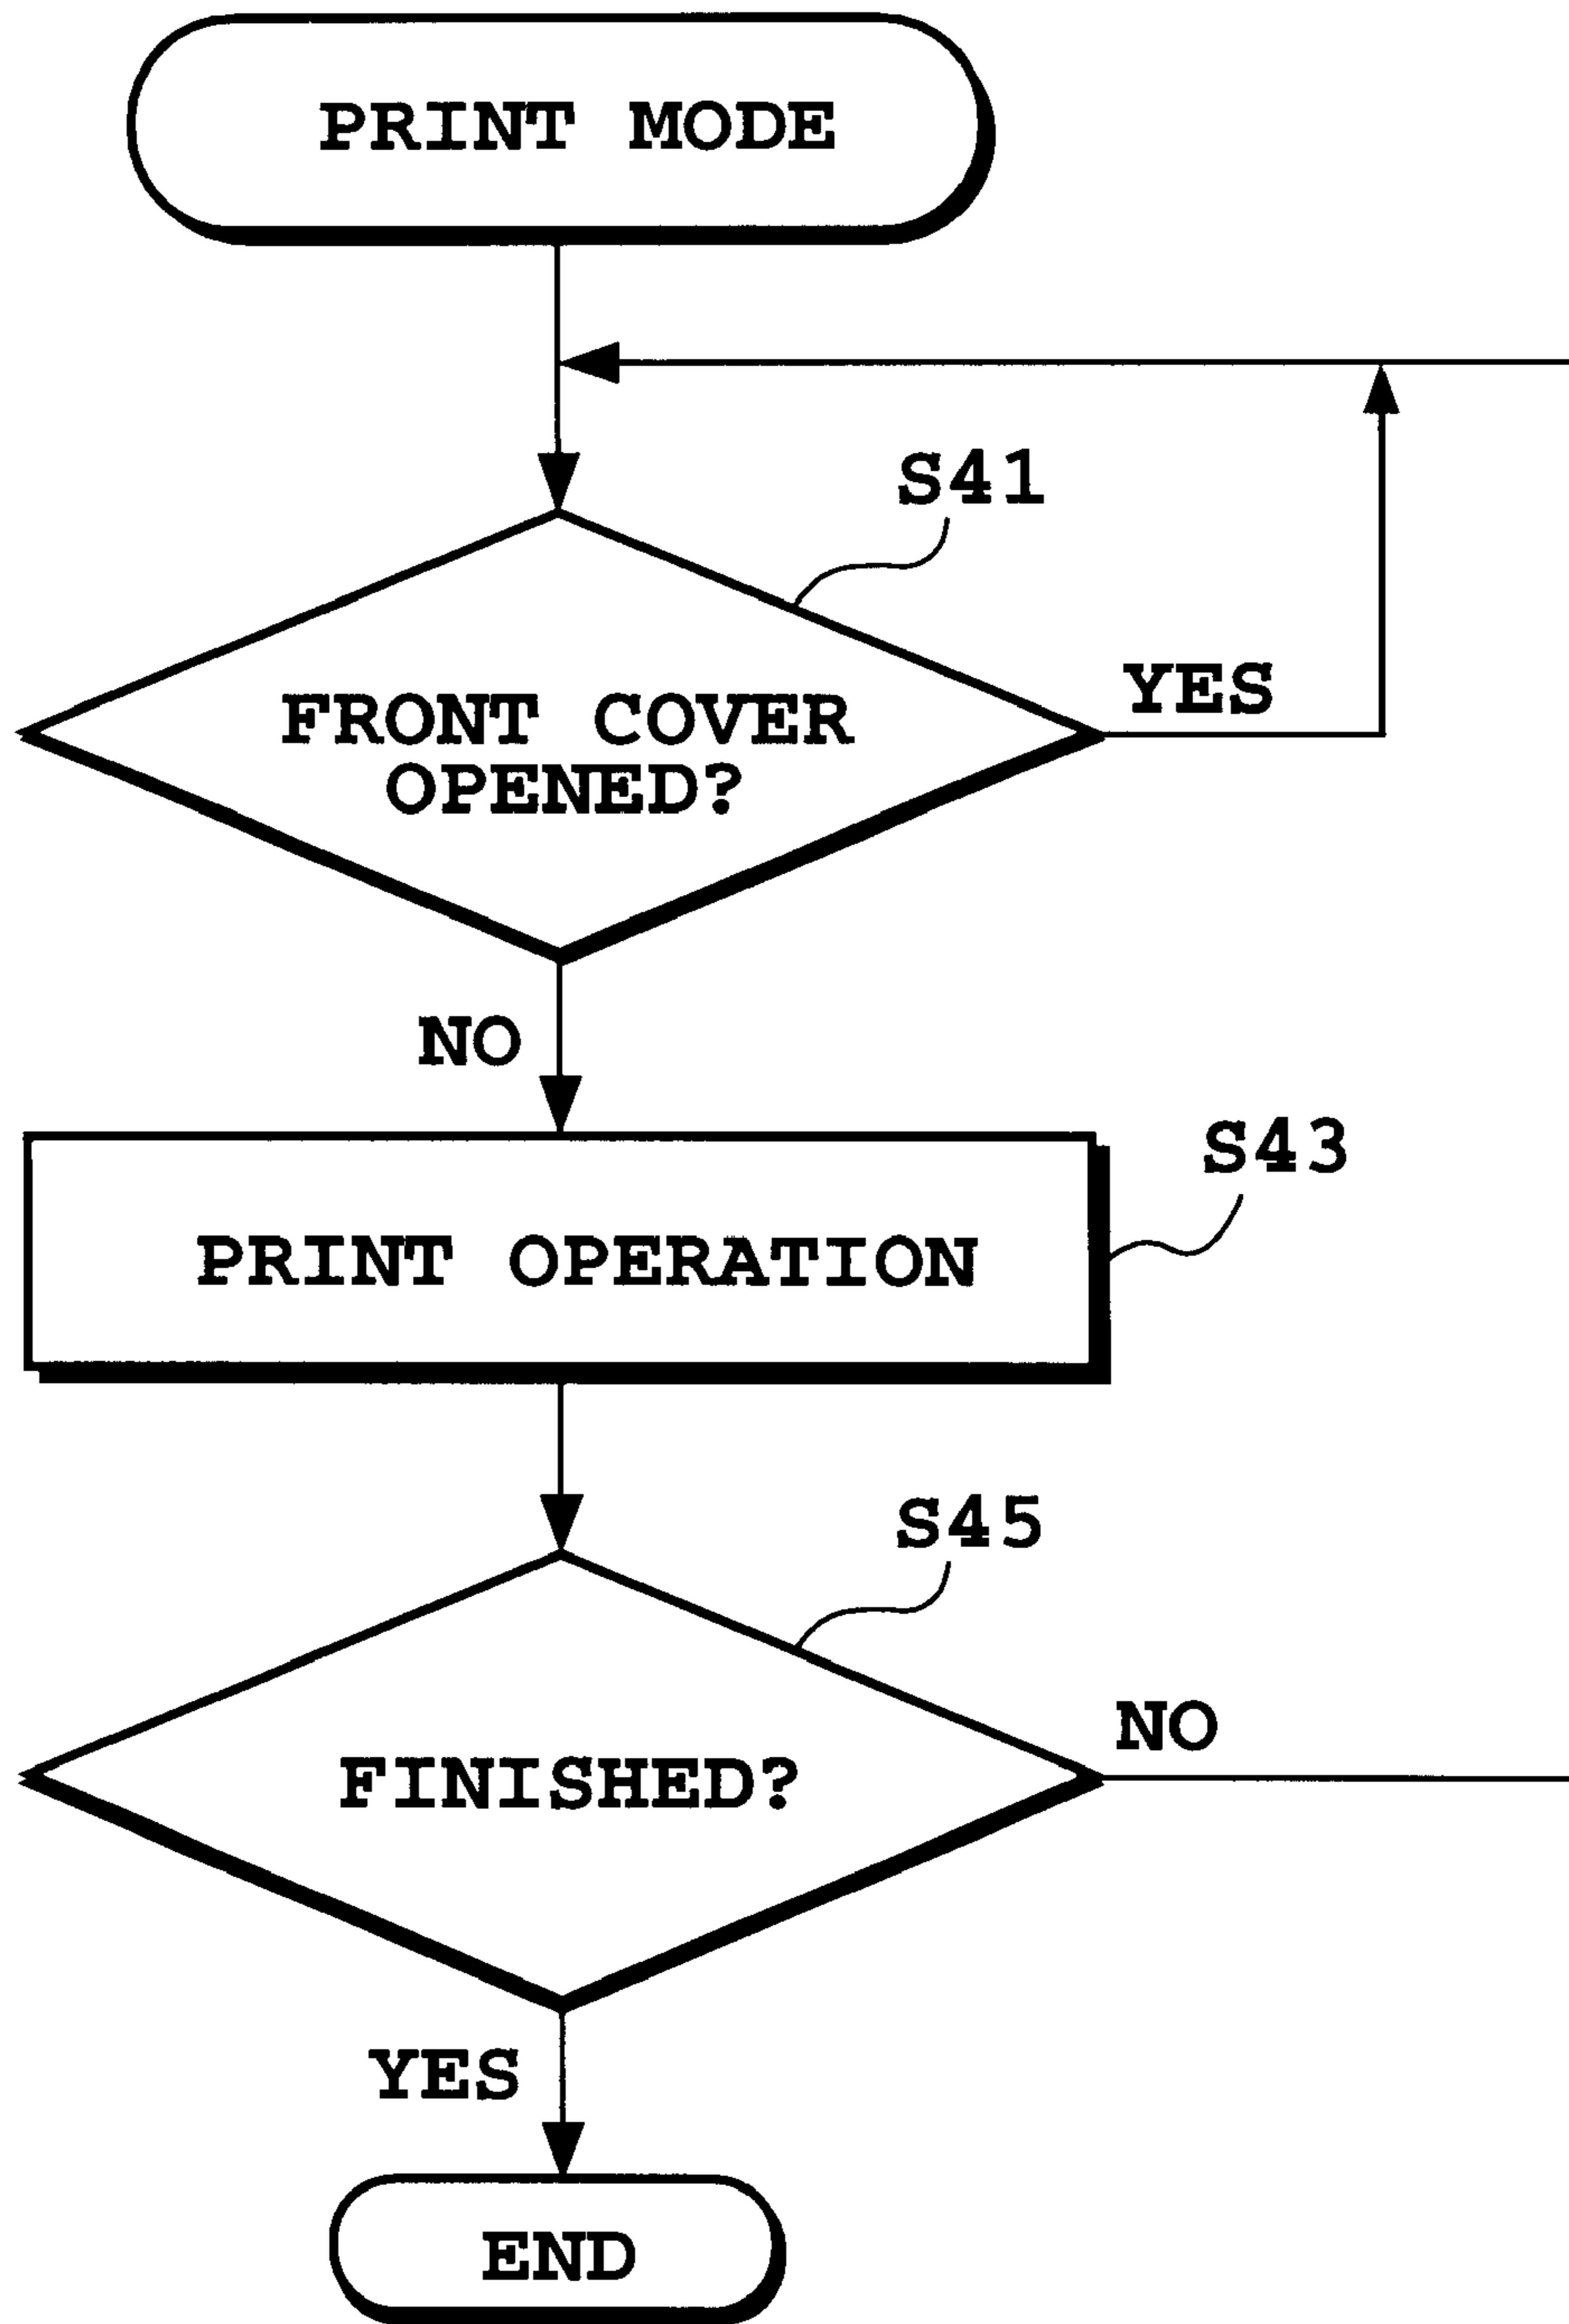 PRINT MODE
S41
YES
FRONT COVER
OPENED?
NO
S43
PRINT OPERATION
S45
NO
FINISHED?
YES
END